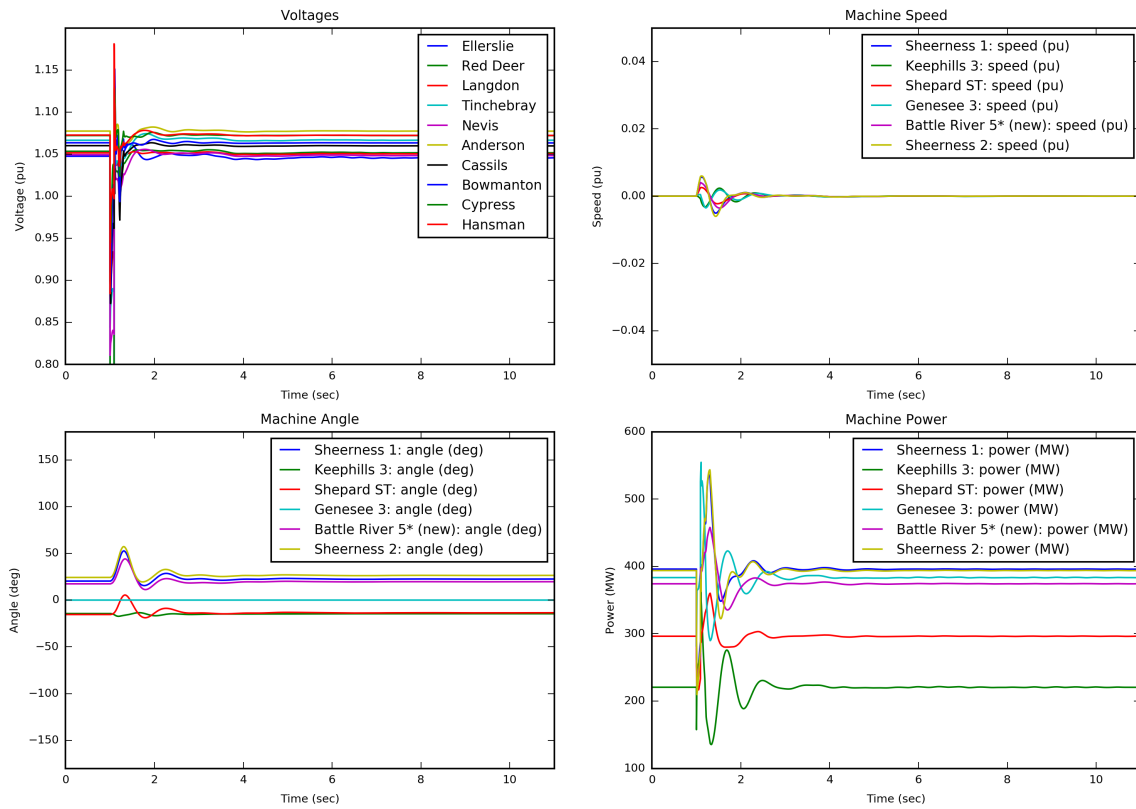 Voltages
Voltage (pu)
1.15
1.10
1.05
1.00
0.95
0.90
0.85
0.80
Ellerslie
Red Deer
Langdon
Tinchebray
Nevis
Anderson
Cassils
Bowmanton
Cypress
Hansman
0 2 4 6 8 10
Time (sec)
Machine Speed
Speed (pu)
0.04
0.02
0.00
−0.02
−0.04
Sheerness 1: speed (pu)
Keephills 3: speed (pu)
Shepard ST: speed (pu)
Genesee 3: speed (pu)
Battle River 5* (new): speed (pu)
Sheerness 2: speed (pu)
0 2 4 6 8 10
Time (sec)
Machine Angle
Angle (deg)
150
100
50
0
−50
−100
−150
Sheerness 1: angle (deg)
Keephills 3: angle (deg)
Shepard ST: angle (deg)
Genesee 3: angle (deg)
Battle River 5* (new): angle (deg)
Sheerness 2: angle (deg)
0 2 4 6 8 10
Time (sec)
Machine Power
Power (MW)
600
500
400
300
200
100
Sheerness 1: power (MW)
Keephills 3: power (MW)
Shepard ST: power (MW)
Genesee 3: power (MW)
Battle River 5* (new): power (MW)
Sheerness 2: power (MW)
0 2 4 6 8 10
Time (sec)